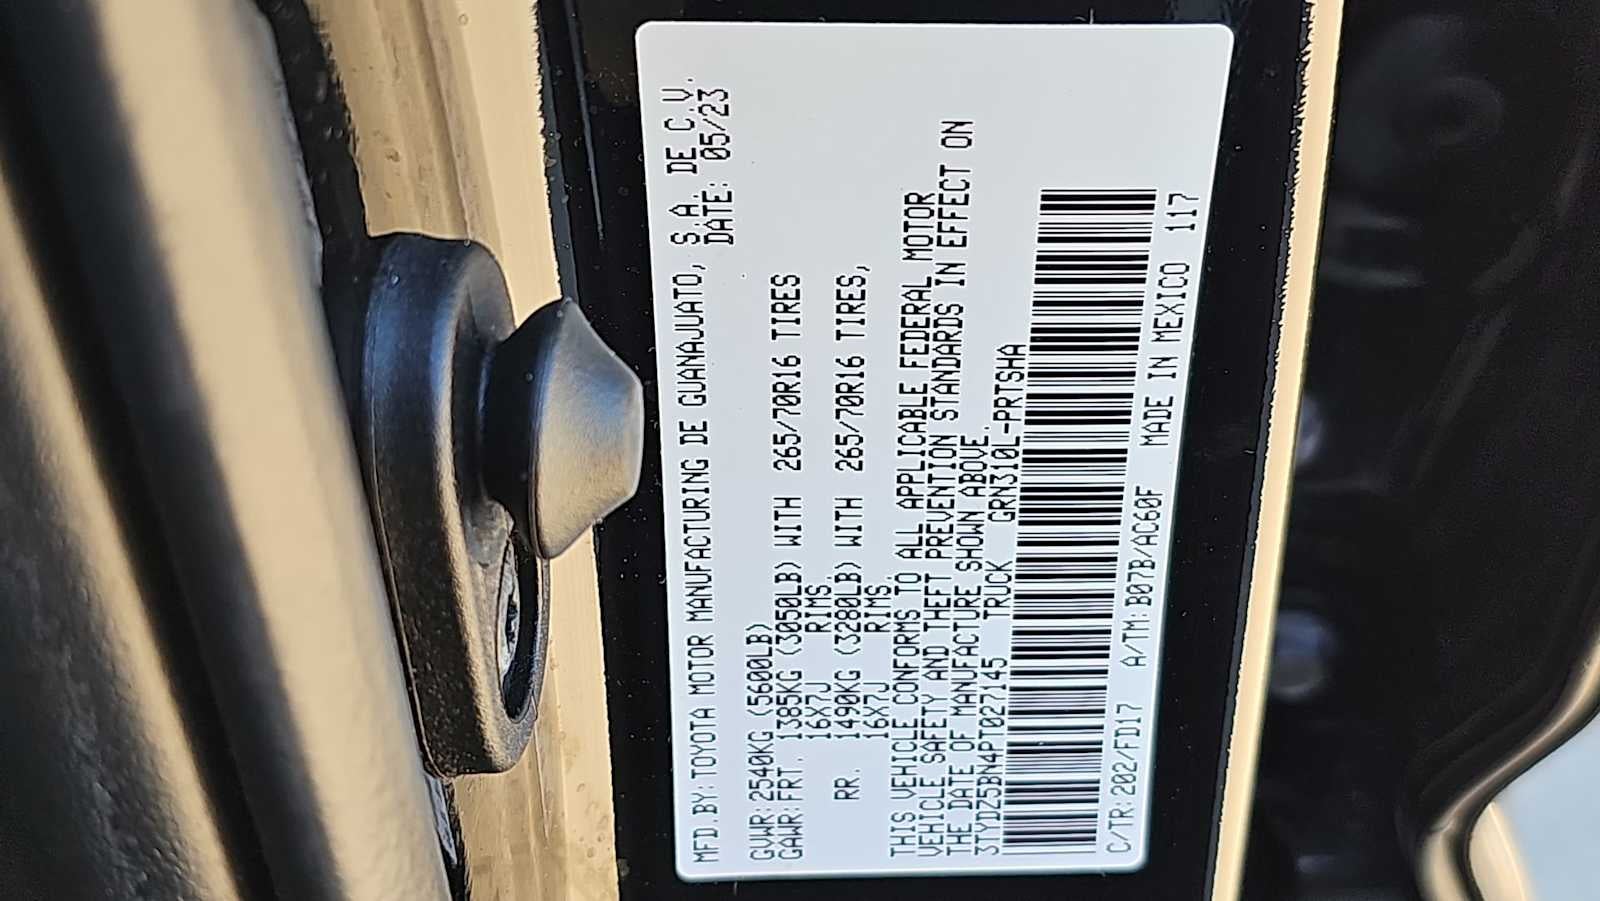 MFD.BY: TOYOTA MOTOR MANUFACTURING DE GUANAJUATO, S.A. DE C.V.
DATE: 05/23
GVWR: 2540KG (5600LB)
GAWR: FRT. 1385KG (3050LB) WITH 265/70R16 TIRES
16X7J RIMS
RR. 1490KG (3280LB) WITH 265/70R16 TIRES,
16X7J RIMS.
THIS VEHICLE CONFORMS TO ALL APPLICABLE FEDERAL MOTOR
VEHICLE SAFETY AND THEFT PREVENTION STANDARDS IN EFFECT ON
THE DATE OF MANUFACTURE SHOWN ABOVE.
3TYDZ5BN4PT027145 TRUCK GRN310L-PRTSHA
C/TR: 202/FD17 A/TM: B07B/AC60F MADE IN MEXICO 117